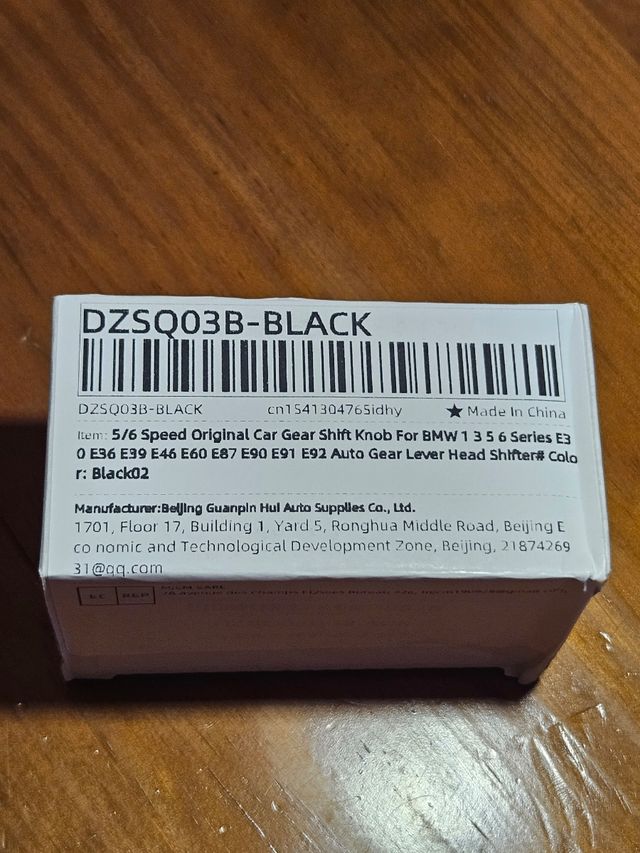 DZSQ03B-BLACK
DZSQ03B-BLACK cn1541304765idhy ★ Made In China
Item: 5/6 Speed Original Car Gear Shift Knob For BMW 1 3 5 6 Series E3
0 E36 E39 E46 E60 E87 E90 E91 E92 Auto Gear Lever Head Shifter# Colo
r: Black02
Manufacturer:Beijing Guanpin Hui Auto Supplies Co., Ltd.
1701, Floor 17, Building 1, Yard 5, Ronghua Middle Road, Beijing E
co nomic and Technological Development Zone, Beijing, 21874269
31@qq.com
EC REP